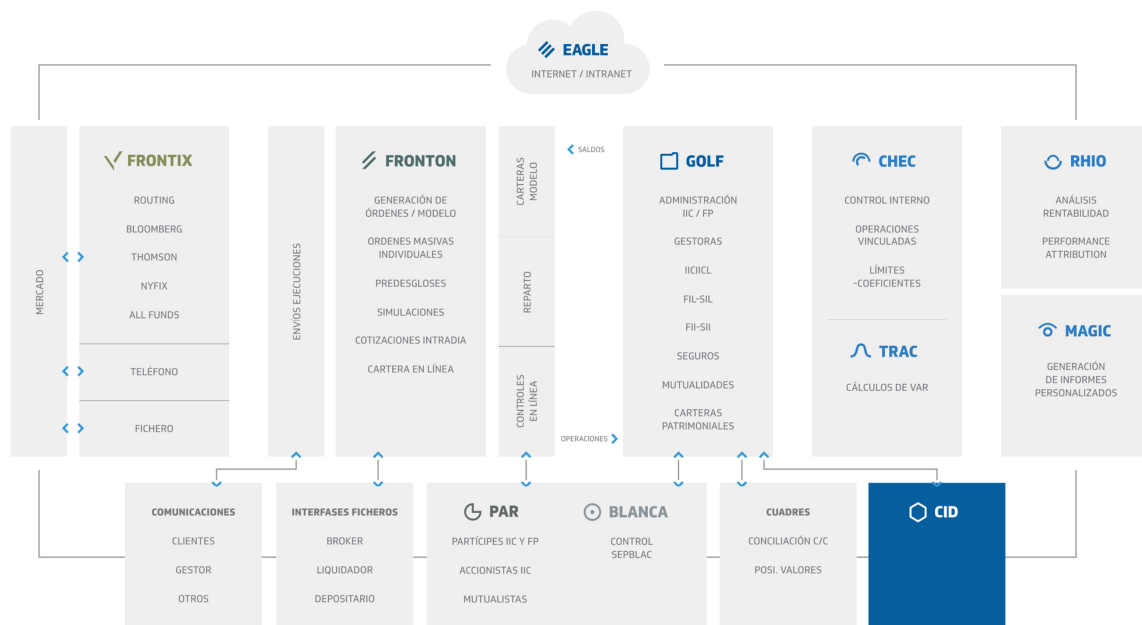 EAGLE
INTERNET / INTRANET
MERCADO
FRONTIX
ROUTING
BLOOMBERG
THOMSON
NYFIX
ALL FUNDS
TELÉFONO
FICHERO
ENVÍOS EJECUCIONES
FRONTON
GENERACIÓN DE
ÓRDENES / MODELO
ORDENES MASIVAS
INDIVIDUALES
PREDESGLOSES
SIMULACIONES
COTIZACIONES INTRADIA
CARTERA EN LÍNEA
CARTERAS
MODELO
REPARTO
CONTROLES
EN LÍNEA
SALDOS
OPERACIONES
GOLF
ADMINISTRACIÓN
IIC / FP
GESTORAS
IICIICL
FIL-SIL
FII-SII
SEGUROS
MUTUALIDADES
CARTERAS
PATRIMONIALES
CHEC
CONTROL INTERNO
OPERACIONES
VINCULADAS
LÍMITES
-COEFICIENTES
TRAC
CÁLCULOS DE VAR
RHIO
ANÁLISIS
RENTABILIDAD
PERFORMANCE
ATTRIBUTION
MAGIC
GENERACIÓN
DE INFORMES
PERSONALIZADOS
COMUNICACIONES
CLIENTES
GESTOR
OTROS
INTERFASES FICHEROS
BROKER
LIQUIDADOR
DEPOSITARIO
PAR
PARTÍCIPES IIC Y FP
ACCIONISTAS IIC
MUTUALISTAS
BLANCA
CONTROL
SEPBLAC
CUADRES
CONCILIACIÓN C/C
POSI. VALORES
CID